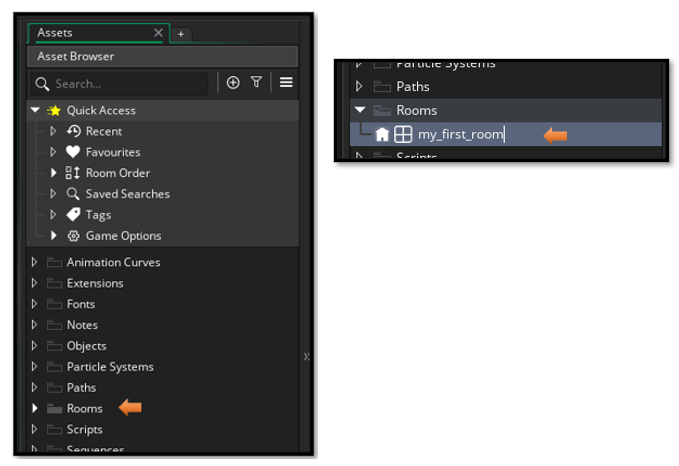 Assets
Asset Browser
Search...
Quick Access
Recent
Favourites
Room Order
Saved Searches
Tags
Game Options
Animation Curves
Extensions
Fonts
Notes
Objects
Particle Systems
Paths
Rooms
Scripts
Sequences
Particle Systems
Paths
Rooms
my_first_room
Scripts